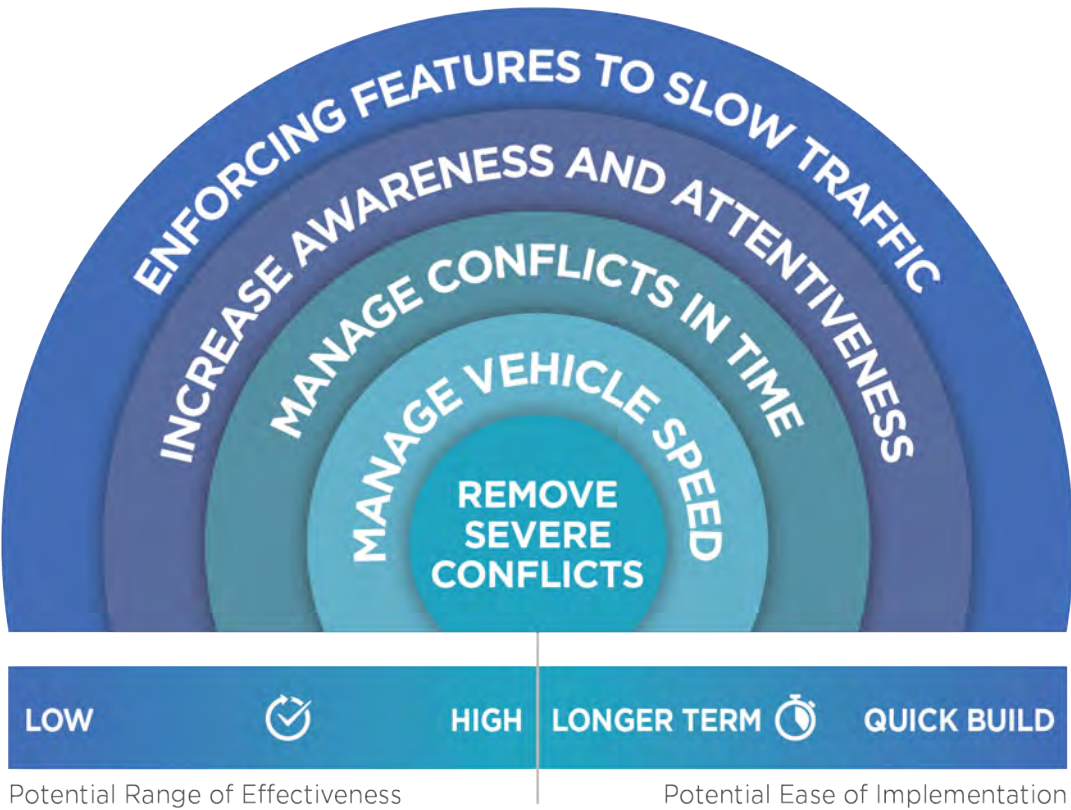 ENFORCING FEATURES TO SLOW TRAFFIC
INCREASE AWARENESS AND ATTENTIVENESS
MANAGE CONFLICTS IN TIME
MANAGE VEHICLE SPEED
REMOVE
SEVERE
CONFLICTS
LOW
HIGH
LONGER TERM
QUICK BUILD
Potential Range of Effectiveness
Potential Ease of Implementation